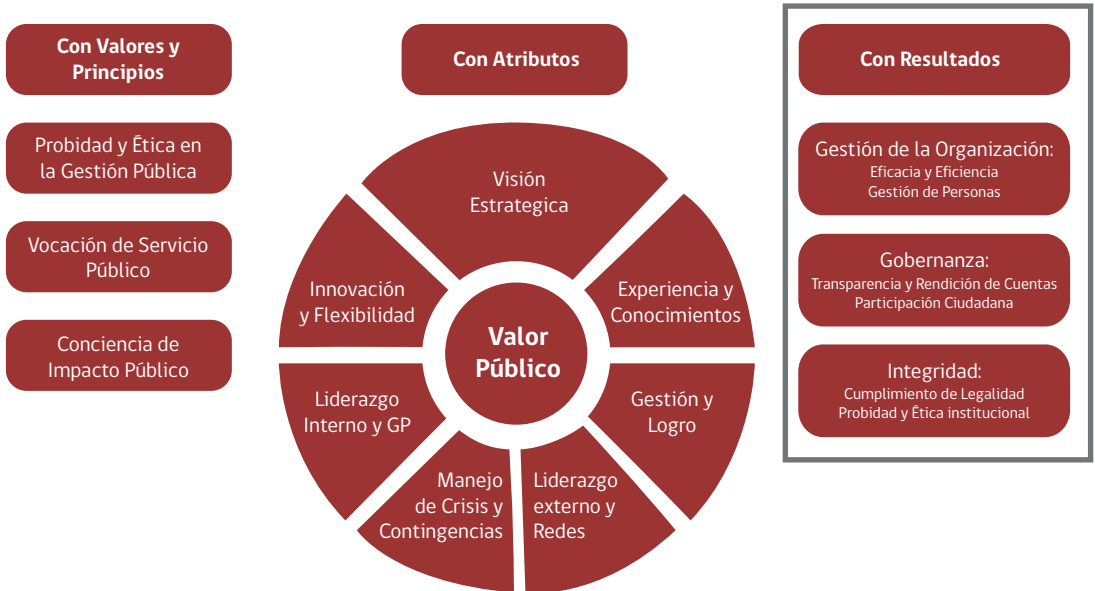 Con Valores y
Principios
Probidad y Ética en
la Gestión Pública
Vocación de Servicio
Público
Conciencia de
Impacto Público
Con Atributos
Visión
Estrategica
Experiencia y
Conocimientos
Gestión y
Logro
Liderazgo
externo y
Redes
Manejo
de Crisis y
Contingencias
Liderazgo
Interno y GP
Innovación
y Flexibilidad
Valor
Público
Con Resultados
Gestión de la Organización:
Eficacia y Eficiencia
Gestión de Personas
Gobernanza:
Transparencia y Rendición de Cuentas
Participación Ciudadana
Integridad:
Cumplimiento de Legalidad
Probidad y Ética institucional